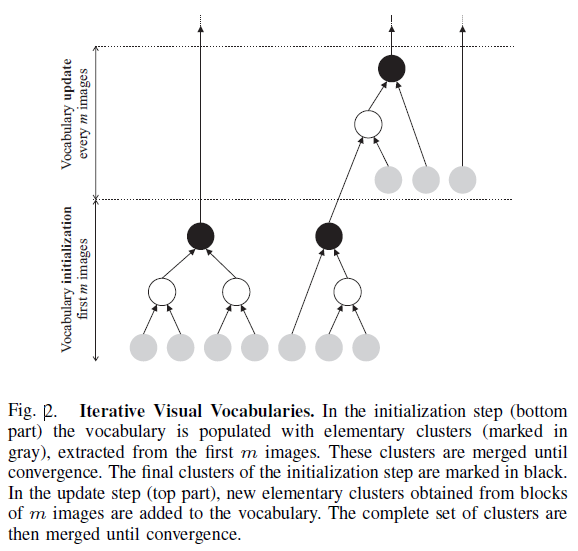 Vocabulary update
every m images
Vocabulary initialization
first m images
Fig. 2. Iterative Visual Vocabularies. In the initialization step (bottom
part) the vocabulary is populated with elementary clusters (marked in
gray), extracted from the first m images. These clusters are merged until
convergence. The final clusters of the initialization step are marked in black.
In the update step (top part), new elementary clusters obtained from blocks
of m images are added to the vocabulary. The complete set of clusters are
then merged until convergence.